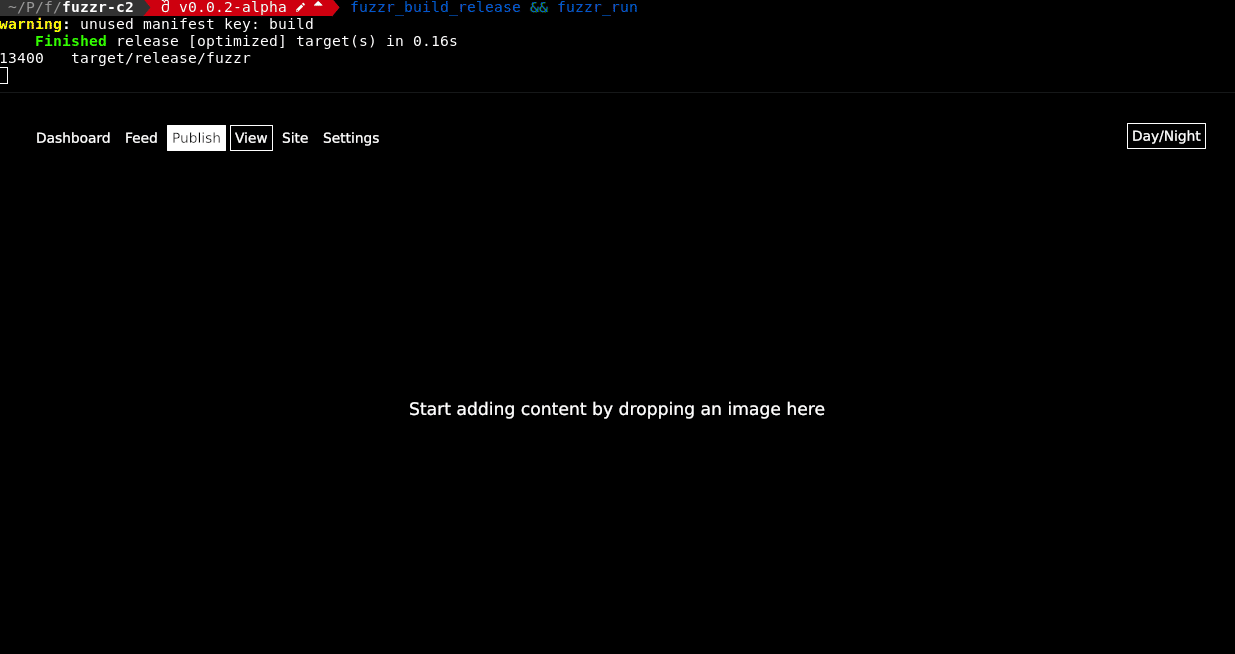 ~/P/f/fuzzr-c2 v0.0.2-alpha fuzzr_build_release && fuzzr_run
warning: unused manifest key: build
Finished release [optimized] target(s) in 0.16s
13400 target/release/fuzzr
Dashboard Feed Publish View Site Settings Day/Night
Start adding content by dropping an image here